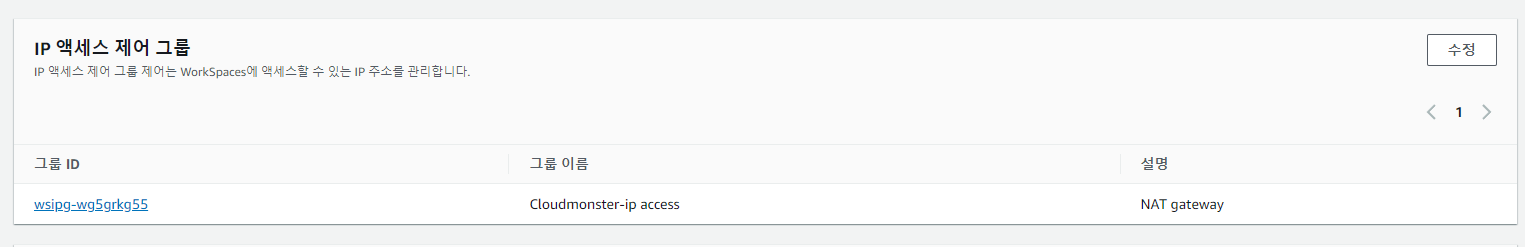 IP 액세스 제어 그룹
수정
IP 액세스 제어 그룹 제어는 WorkSpaces에 액세스할 수 있는 IP 주소를 관리합니다.
1
그룹 ID 그룹 이름 설명
wsipg-wg5grkg55 Cloudmonster-ip access NAT gateway